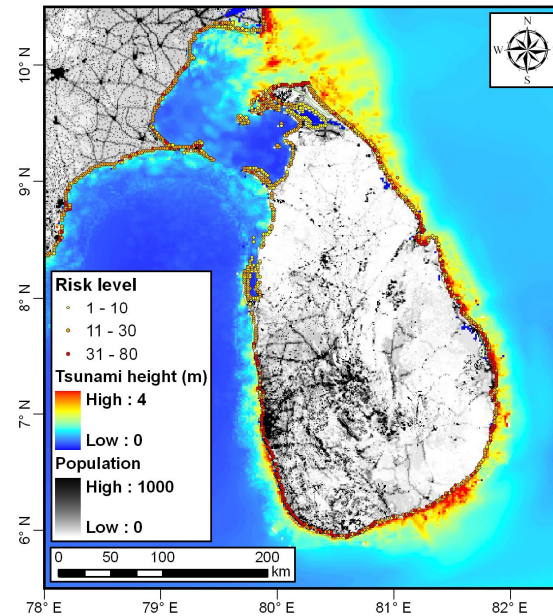 N
W E
S
10° N
9° N
8° N
7° N
6° N
Risk level
1 - 10
11 - 30
31 - 80
Tsunami height (m)
High : 4
Low : 0
Population
High : 1000
Low : 0
0 50 100 200
km
78° E 79° E 80° E 81° E 82° E